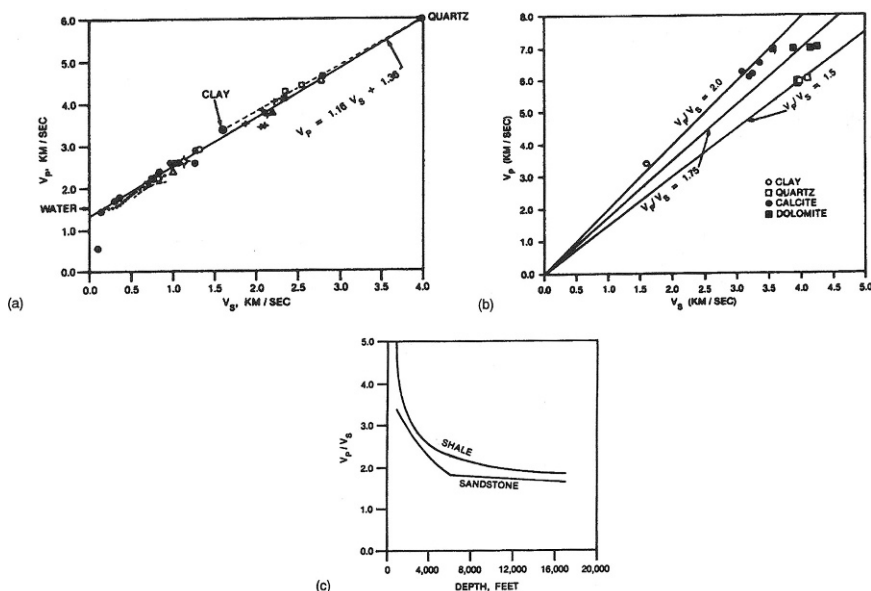 QUARTZ
6.0
5.0
4.0
3.0
2.0
WATER
1.0
0.0
V_P, KM/SEC
CLAY
V_P = 1.16 V_S + 1.36
0.0 0.5 1.0 1.5 2.0 2.5 3.0 3.5 4.0
V_S, KM/SEC
(a)
8.0
7.0
6.0
5.0
4.0
3.0
2.0
1.0
0.0
V_P (KM/SEC)
V_P/V_S = 2.0
V_P/V_S = 1.75
V_P/V_S = 1.5
CLAY
QUARTZ
CALCITE
DOLOMITE
0.0 0.5 1.0 1.5 2.0 2.5 3.0 3.5 4.0 4.5 5.0
V_S (KM/SEC)
(b)
5.0
4.0
3.0
2.0
1.0
0.0
V_P/V_S
SHALE
SANDSTONE
0 4,000 8,000 12,000 16,000 20,000
DEPTH, FEET
(c)